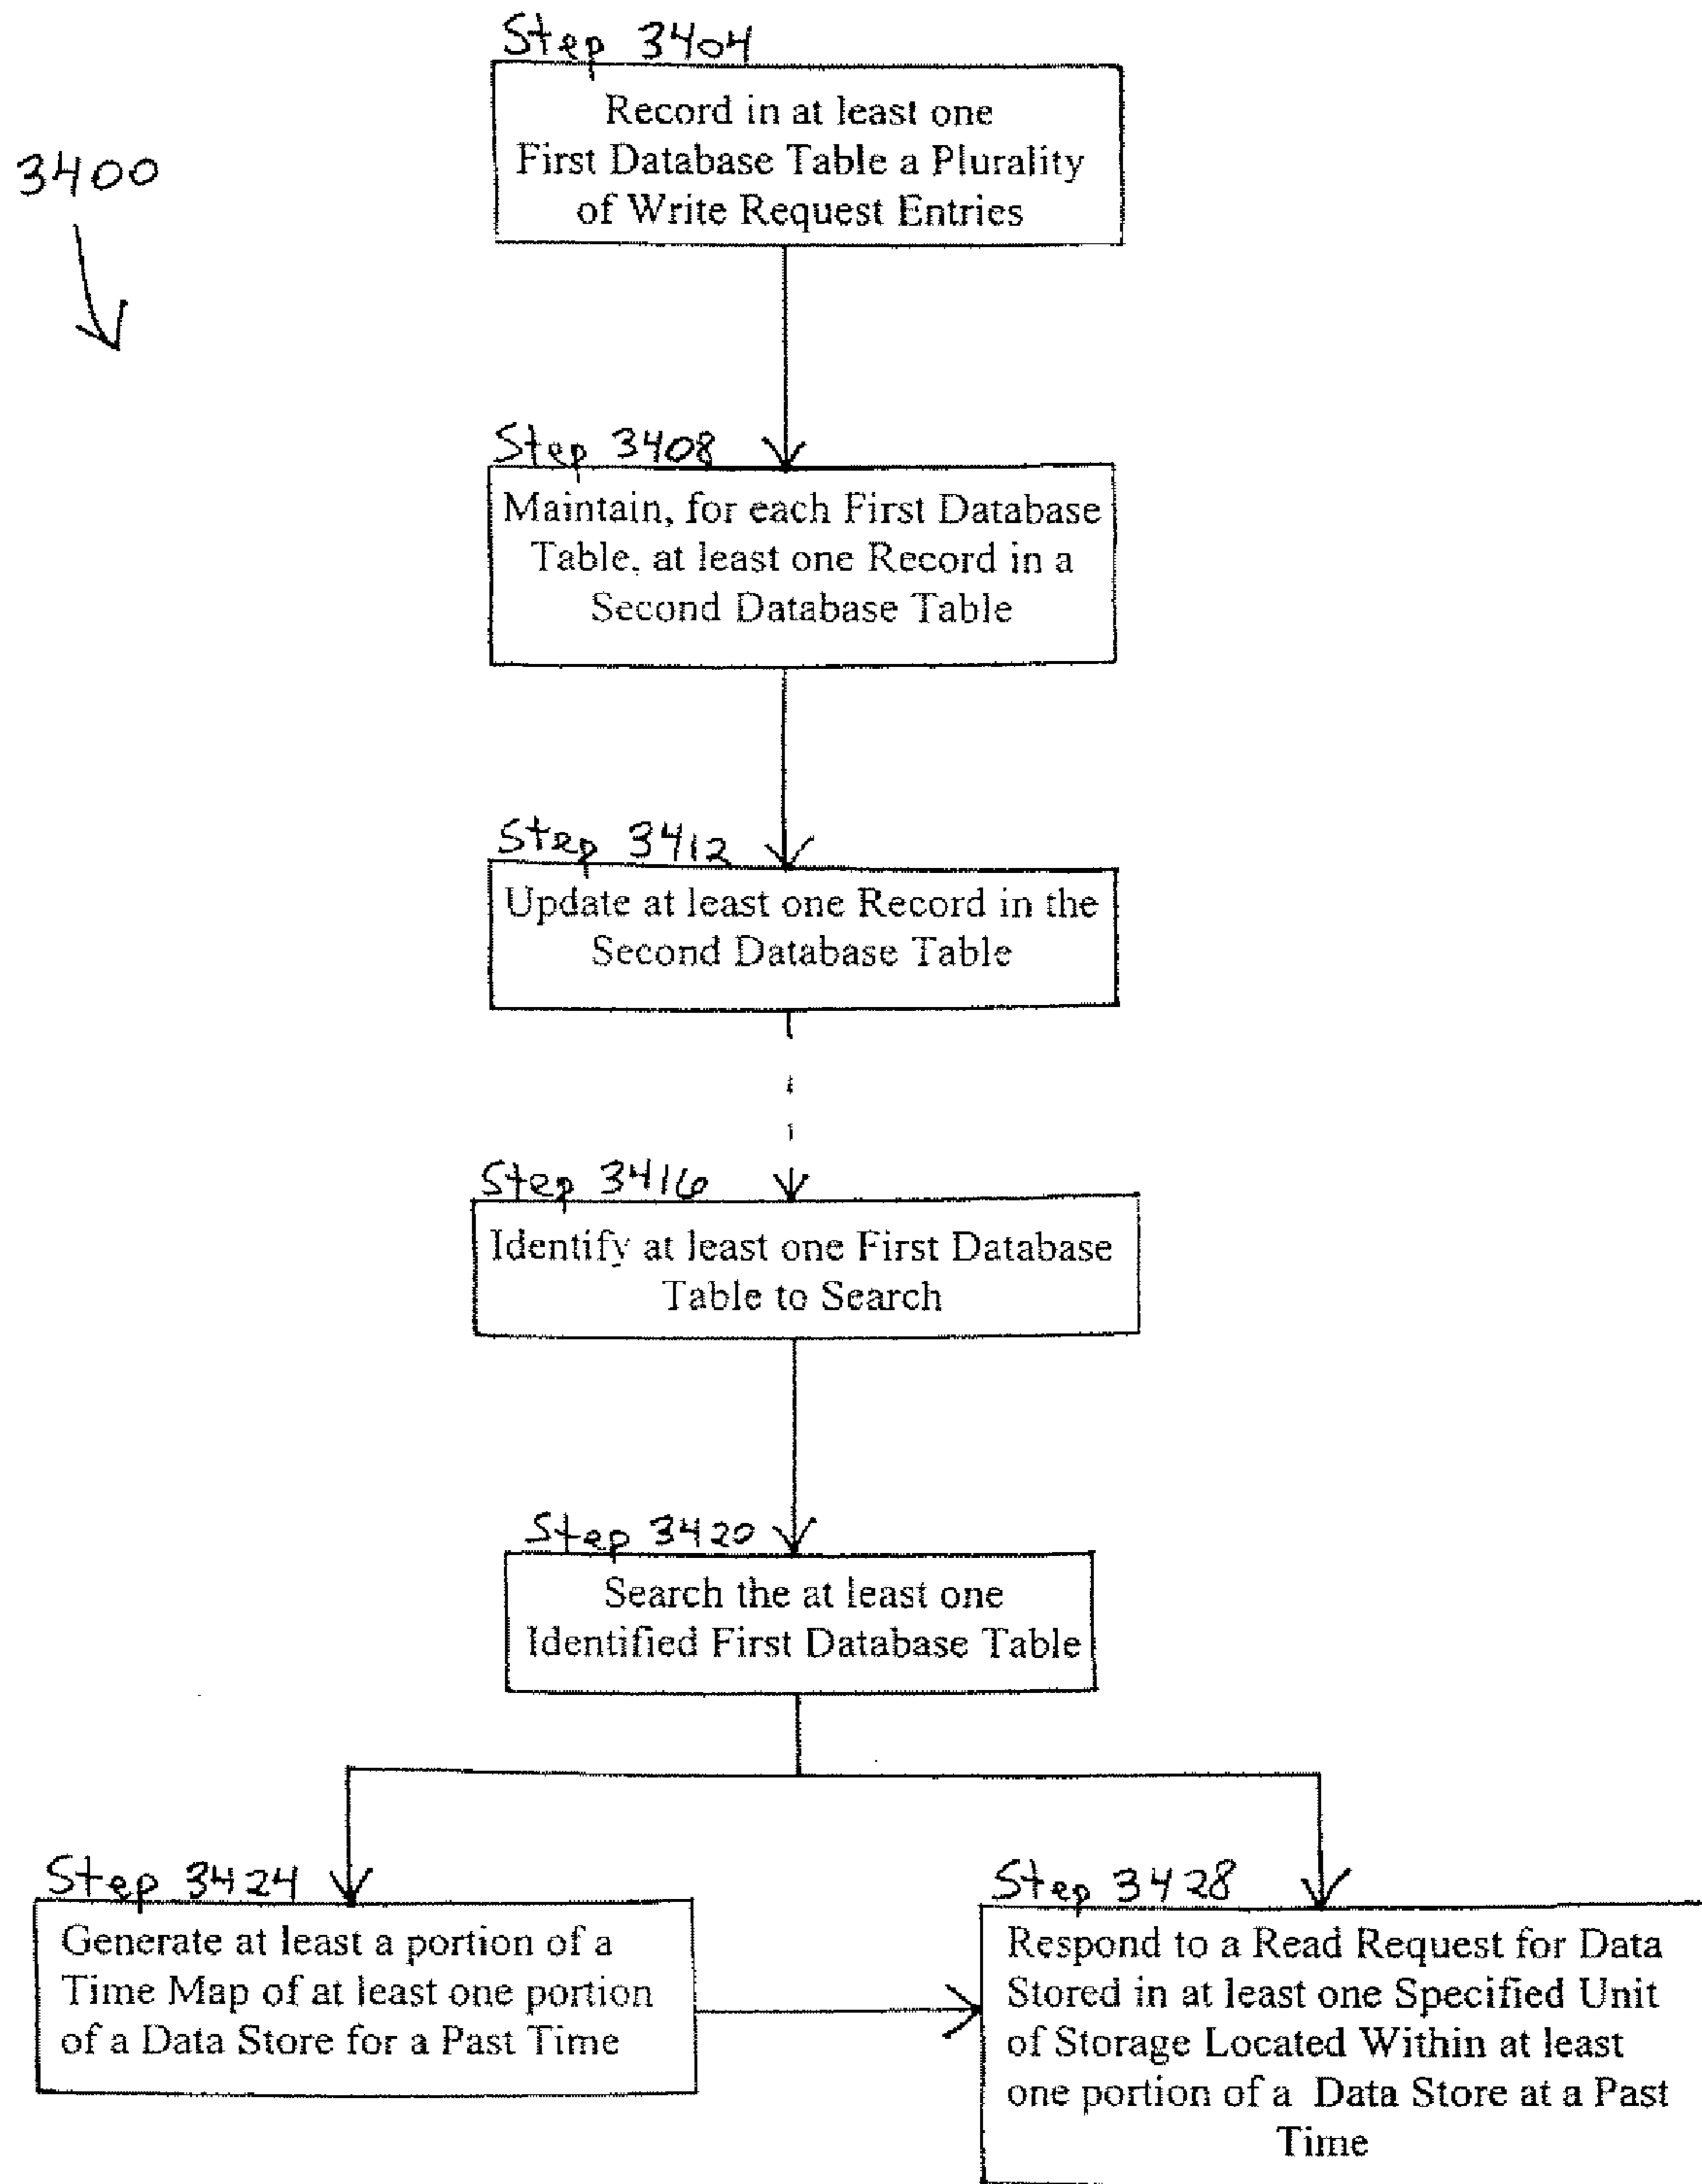 Step 3404
Record in at least one
First Database Table a Plurality
of Write Request Entries
3400
Step 3408
Maintain, for each First Database
Table, at least one Record in a
Second Database Table
Step 3412
Update at least one Record in the
Second Database Table
Step 3416
Identify at least one First Database
Table to Search
Step 3420
Search the at least one
Identified First Database Table
Step 3424
Generate at least a portion of a
Time Map of at least one portion
of a Data Store for a Past Time
Step 3428
Respond to a Read Request for Data
Stored in at least one Specified Unit
of Storage Located Within at least
one portion of a Data Store at a Past
Time